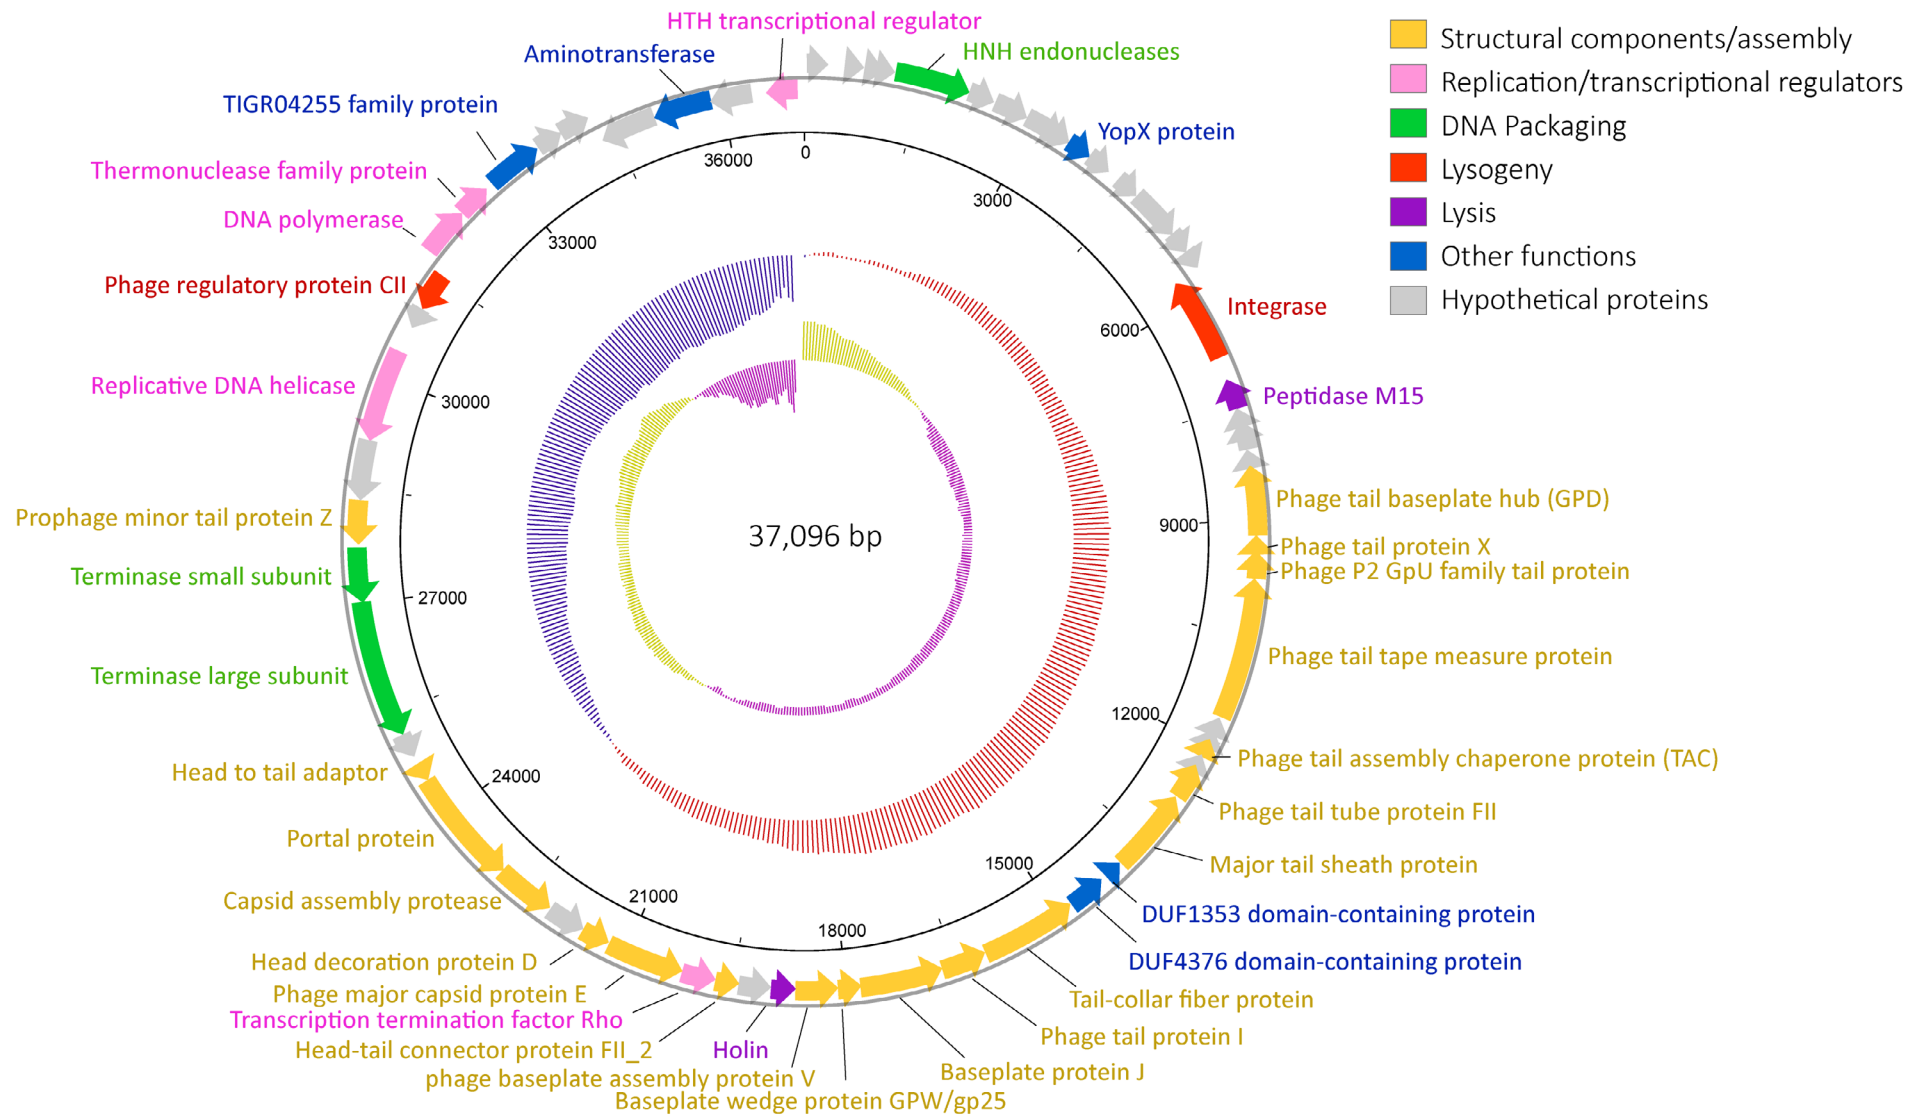 HTH transcriptional regulator
Aminotransferase
HNH endonucleases
TIGR04255 family protein
YopX protein
Thermonuclease family protein
DNA polymerase
Phage regulatory protein CII
Integrase
Replicative DNA helicase
Peptidase M15
Prophage minor tail protein Z
Phage tail baseplate hub (GPD)
Phage tail protein X
Phage P2 GpU family tail protein
Terminase small subunit
Phage tail tape measure protein
Terminase large subunit
Phage tail assembly chaperone protein (TAC)
Head to tail adaptor
Phage tail tube protein FII
Portal protein
Major tail sheath protein
Capsid assembly protease
DUF1353 domain-containing protein
Head decoration protein D
DUF4376 domain-containing protein
Phage major capsid protein E
Tail-collar fiber protein
Transcription termination factor Rho
Phage tail protein I
Head-tail connector protein FII_2
Holin
Baseplate protein J
phage baseplate assembly protein V
Baseplate wedge protein GPW/gp25
0
3000
6000
9000
12000
15000
18000
21000
24000
27000
30000
33000
36000
37,096 bp
Structural components/assembly
Replication/transcriptional regulators
DNA Packaging
Lysogeny
Lysis
Other functions
Hypothetical proteins